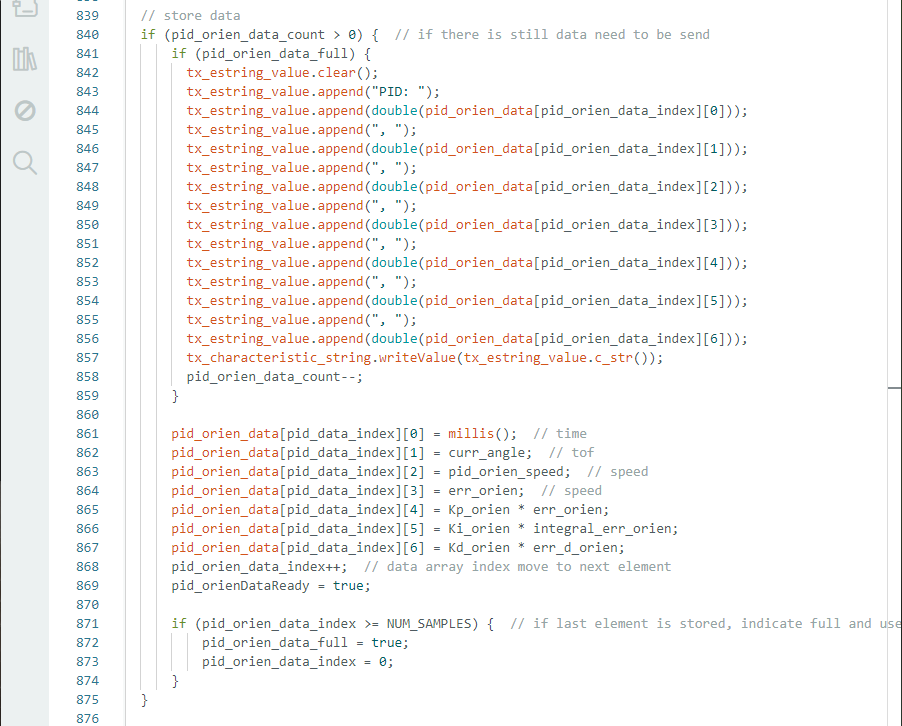 839 // store data
840 if (pid_orien_data_count > 0) { // if there is still data need to be send
841 if (pid_orien_data_full) {
842 tx_estring_value.clear();
843 tx_estring_value.append("PID: ");
844 tx_estring_value.append(double(pid_orien_data[pid_orien_data_index][0]));
845 tx_estring_value.append(", ");
846 tx_estring_value.append(double(pid_orien_data[pid_orien_data_index][1]));
847 tx_estring_value.append(", ");
848 tx_estring_value.append(double(pid_orien_data[pid_orien_data_index][2]));
849 tx_estring_value.append(", ");
850 tx_estring_value.append(double(pid_orien_data[pid_orien_data_index][3]));
851 tx_estring_value.append(", ");
852 tx_estring_value.append(double(pid_orien_data[pid_orien_data_index][4]));
853 tx_estring_value.append(", ");
854 tx_estring_value.append(double(pid_orien_data[pid_orien_data_index][5]));
855 tx_estring_value.append(", ");
856 tx_estring_value.append(double(pid_orien_data[pid_orien_data_index][6]));
857 tx_characteristic_string.writeValue(tx_estring_value.c_str());
858 pid_orien_data_count--;
859 }
860
861 pid_orien_data[pid_data_index][0] = millis(); // time
862 pid_orien_data[pid_data_index][1] = curr_angle; // tof
863 pid_orien_data[pid_data_index][2] = pid_orien_speed; // speed
864 pid_orien_data[pid_data_index][3] = err_orien; // speed
865 pid_orien_data[pid_data_index][4] = Kp_orien * err_orien;
866 pid_orien_data[pid_data_index][5] = Ki_orien * integral_err_orien;
867 pid_orien_data[pid_data_index][6] = Kd_orien * err_d_orien;
868 pid_orien_data_index++; // data array index move to next element
869 pid_orienDataReady = true;
870
871 if (pid_orien_data_index >= NUM_SAMPLES) { // if last element is stored, indicate full and use
872 pid_orien_data_full = true;
873 pid_orien_data_index = 0;
874 }
875 }
876